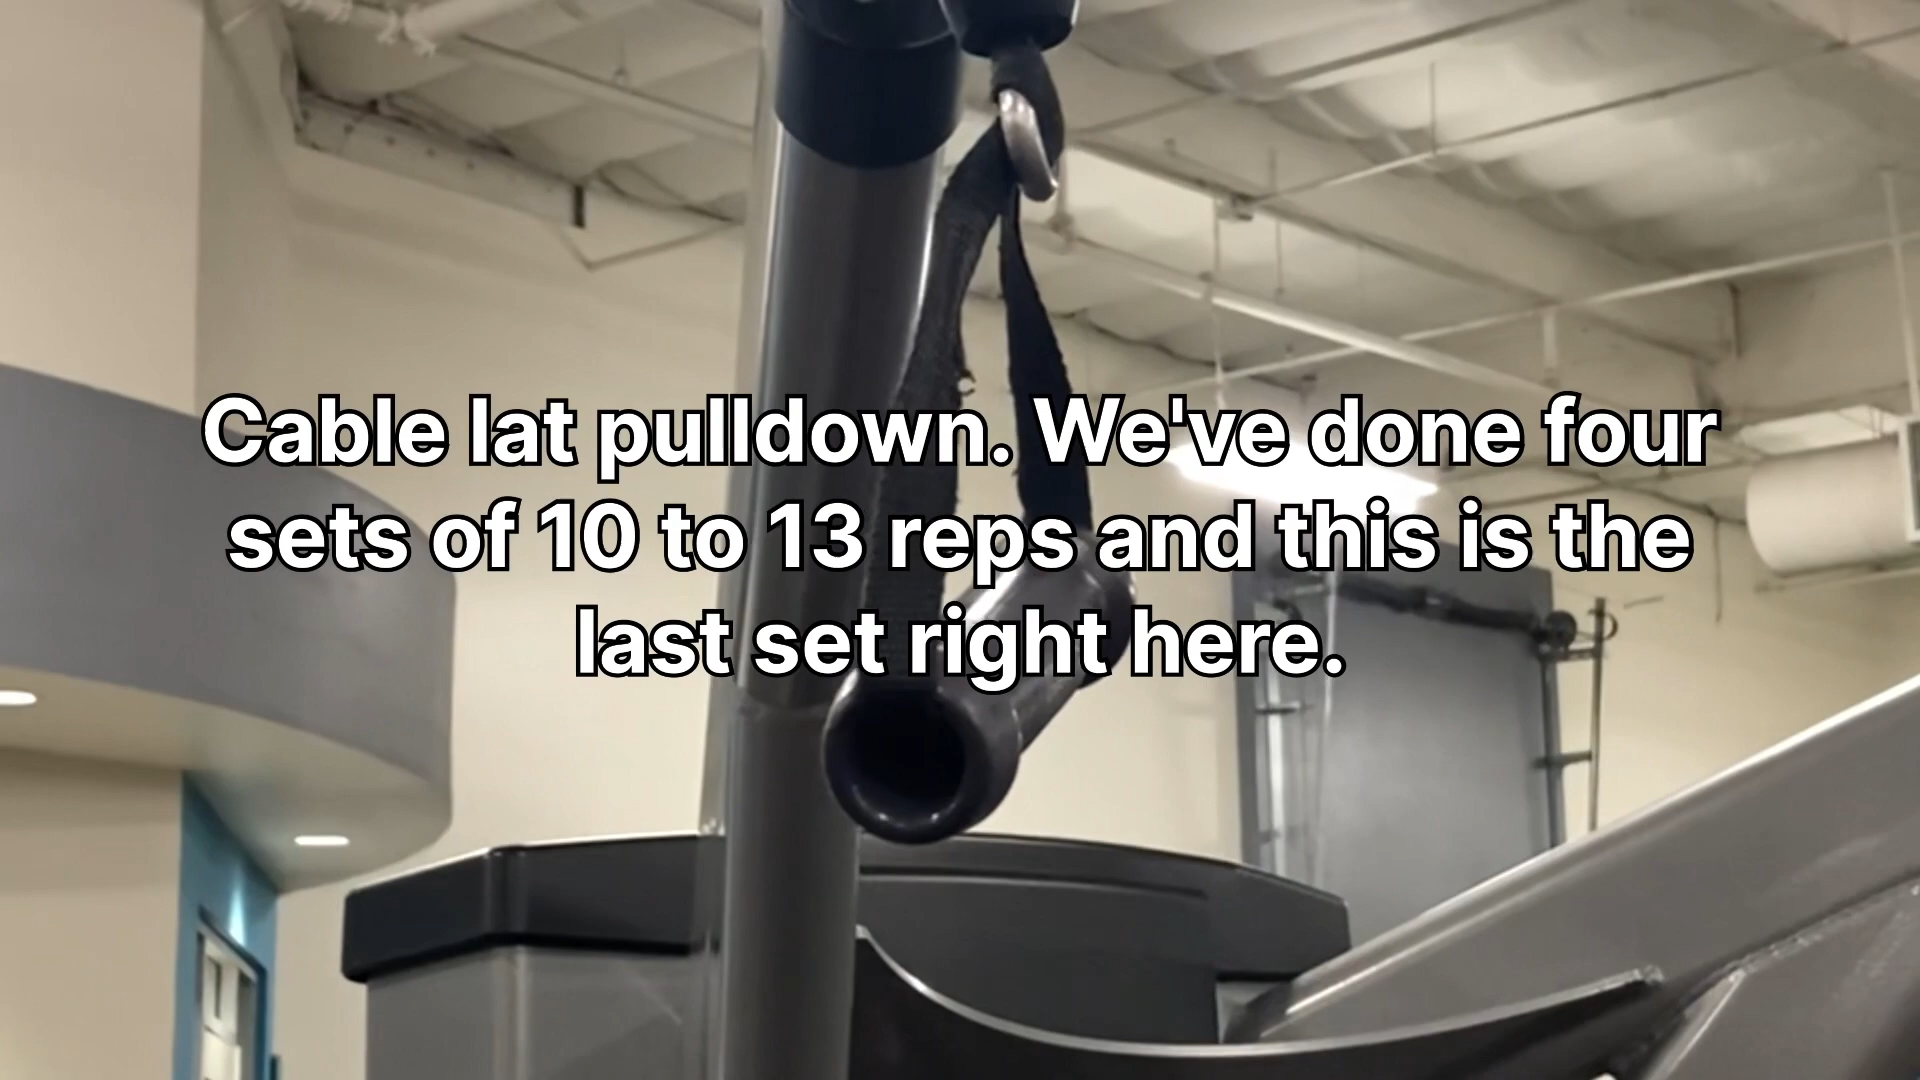 Cable lat pulldown. We've done four
sets of 10 to 13 reps and this is the
last set right here.